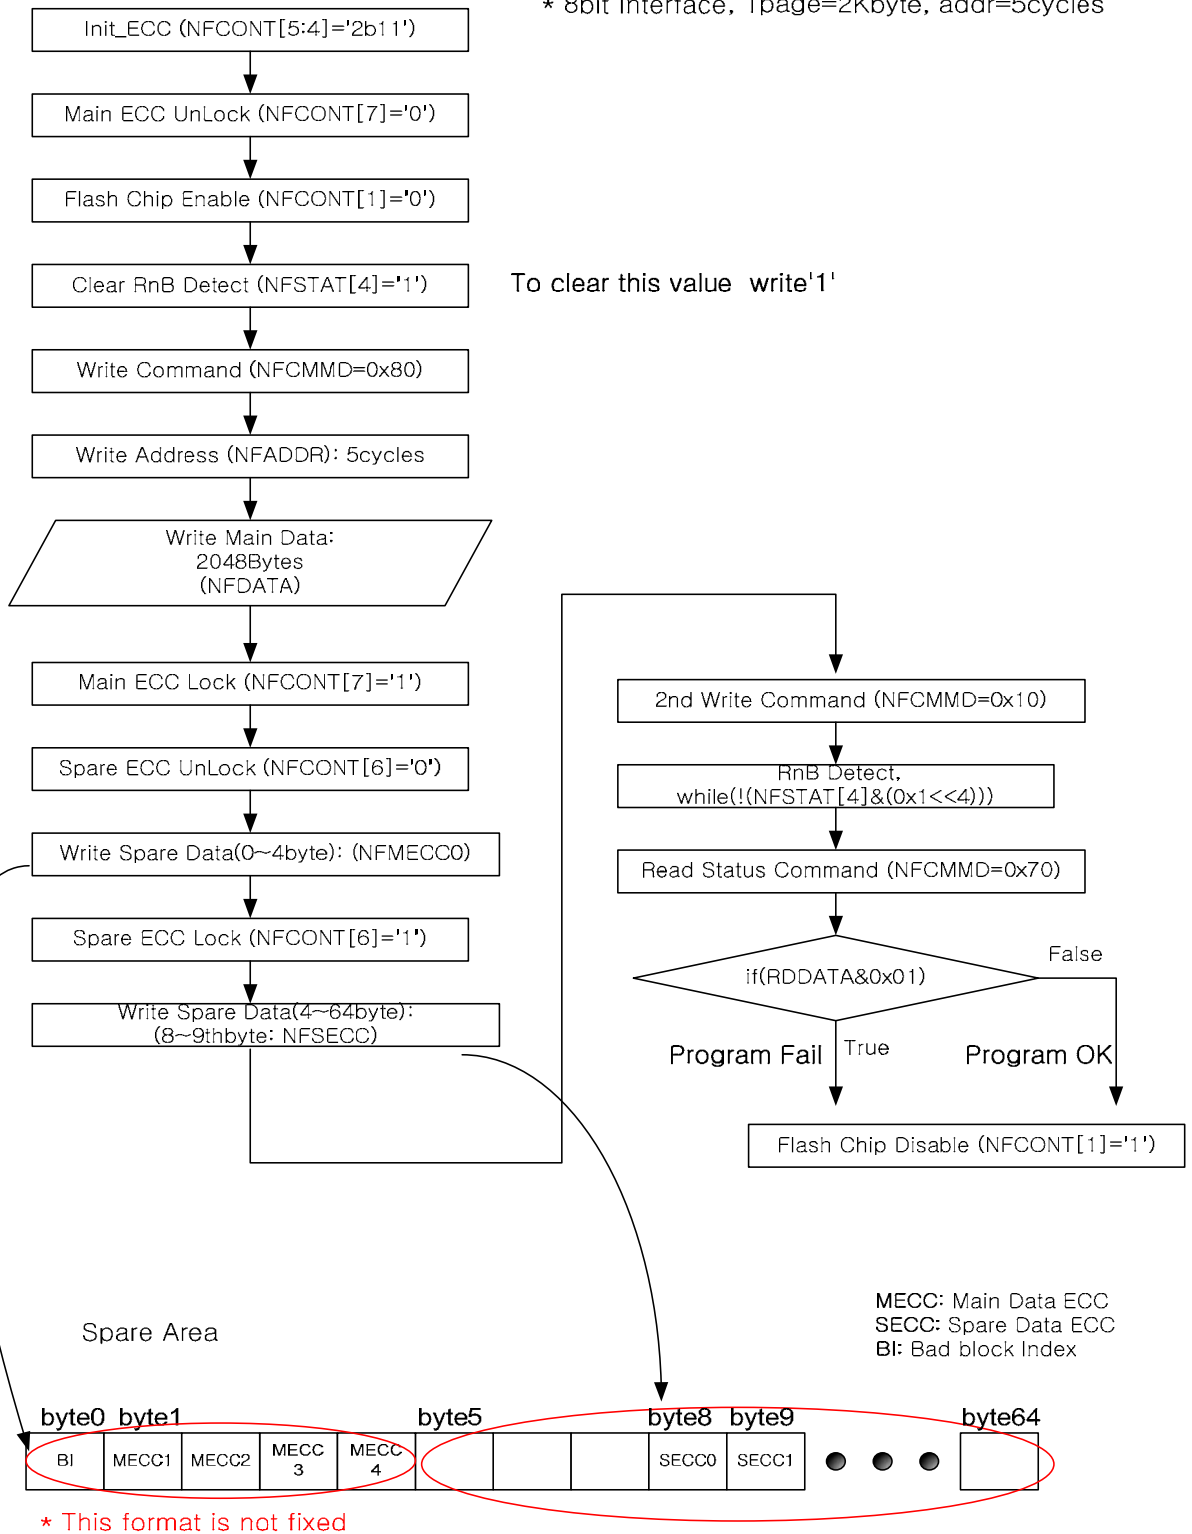 * 8bit Interface, 1page=2Kbyte, addr=5cycles
Init_ECC (NFCONT[5:4]='2b11')
Main ECC UnLock (NFCONT[7]='0')
Flash Chip Enable (NFCONT[1]='0')
Clear RnB Detect (NFSTAT[4]='1')
To clear this value write'1'
Write Command (NFCMMD=0x80)
Write Address (NFADDR): 5cycles
Write Main Data:
2048Bytes
(NFDATA)
Main ECC Lock (NFCONT[7]='1')
Spare ECC UnLock (NFCONT[6]='0')
Write Spare Data(0~4byte): (NFMECC0)
Spare ECC Lock (NFCONT[6]='1')
Write Spare Data(4~64byte):
(8~9thbyte: NFSECC)
2nd Write Command (NFCMMD=0x10)
RnB Detect,
while(!(NFSTAT[4]&(0x1<<4)))
Read Status Command (NFCMMD=0x70)
if(RDDATA&0x01)
False
True
Program Fail
Program OK
Flash Chip Disable (NFCONT[1]='1')
MECC: Main Data ECC
SECC: Spare Data ECC
BI: Bad block Index
Spare Area
byte0 byte1 byte5 byte8 byte9 byte64
BI MECC1 MECC2 MECC 3 MECC 4 SECC0 SECC1
* This format is not fixed